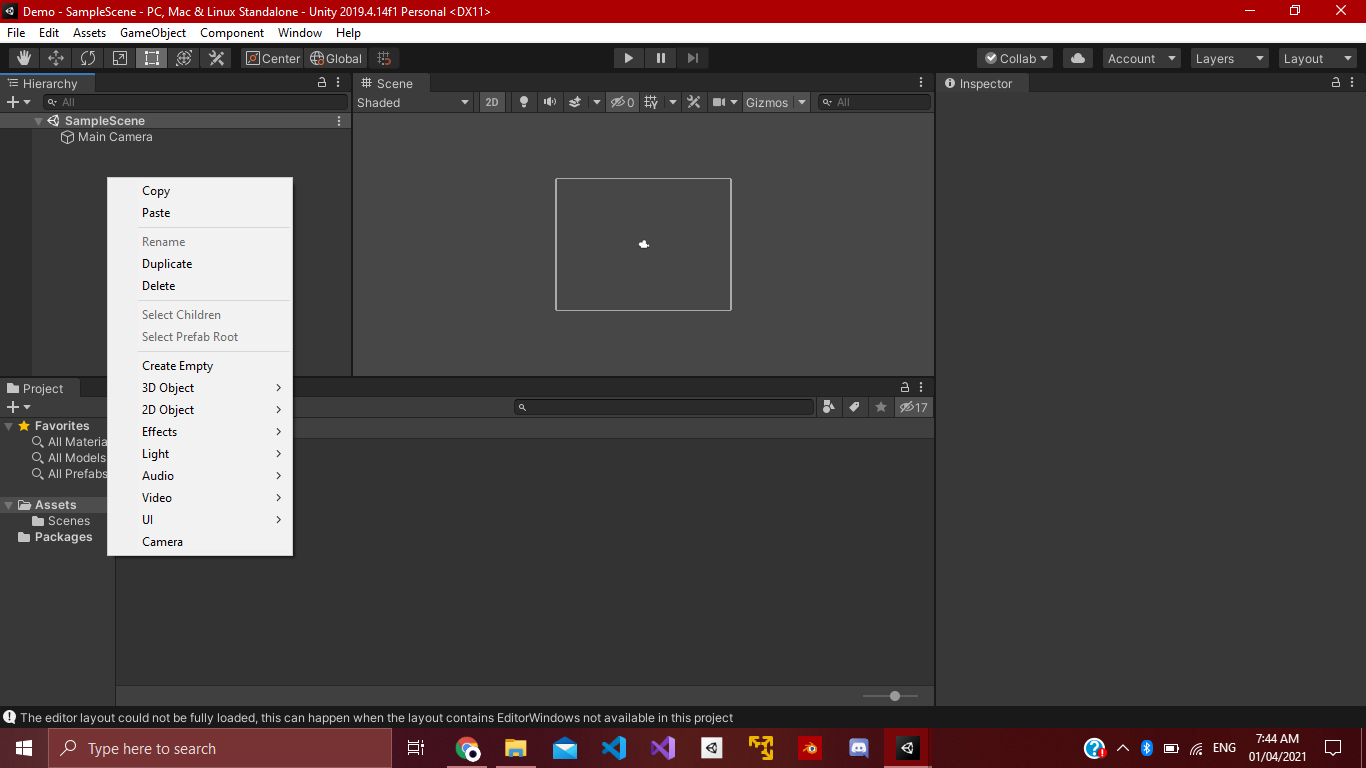 Demo - SampleScene - PC, Mac & Linux Standalone - Unity 2019.4.14f1 Personal <DX11>
File Edit Assets GameObject Component Window Help
Center Global Collab Account Layers Layout
Hierarchy
All
SampleScene
Main Camera
Scene
Shaded 2D 0 Gizmos All
Inspector
Copy
Paste
Rename
Duplicate
Delete
Select Children
Select Prefab Root
Create Empty
3D Object
2D Object
Effects
Light
Audio
Video
UI
Camera
Project
17
Favorites
All Materia
All Models
All Prefabs
Assets
Scenes
Packages
The editor layout could not be fully loaded, this can happen when the layout contains EditorWindows not available in this project
Type here to search
ENG
7:44 AM
01/04/2021